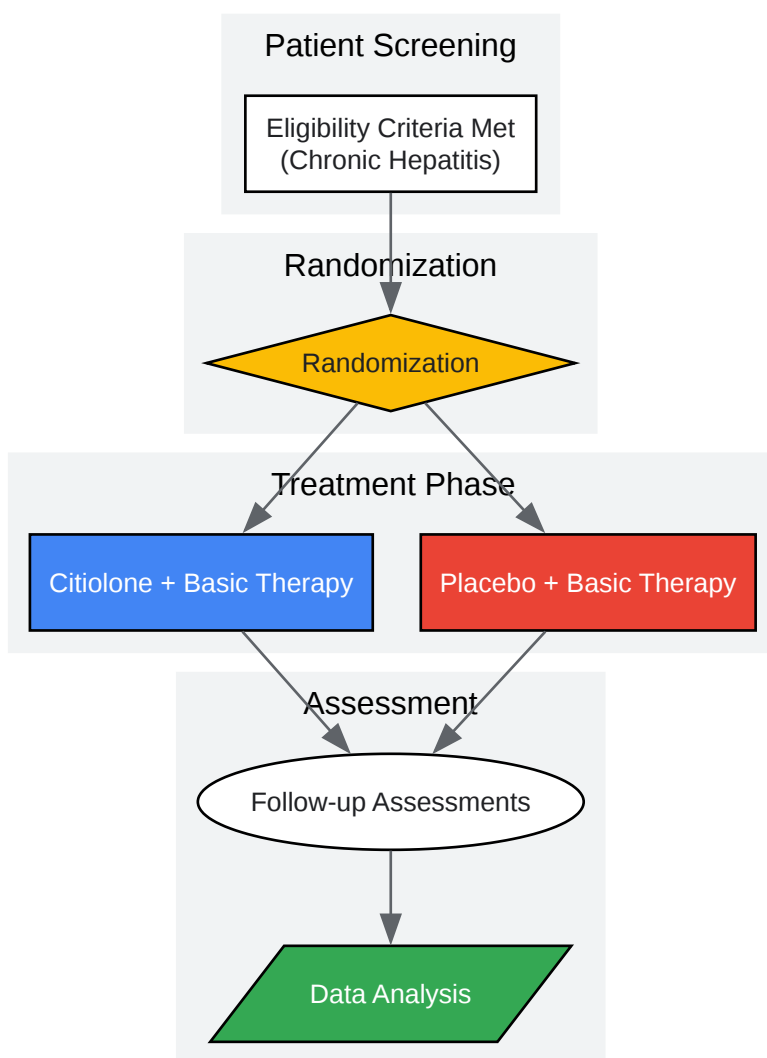 Patient Screening
Eligibility Criteria Met
(Chronic Hepatitis)
Randomization
Randomization
Treatment Phase
Citiolone + Basic Therapy
Placebo + Basic Therapy
Assessment
Follow-up Assessments
Data Analysis